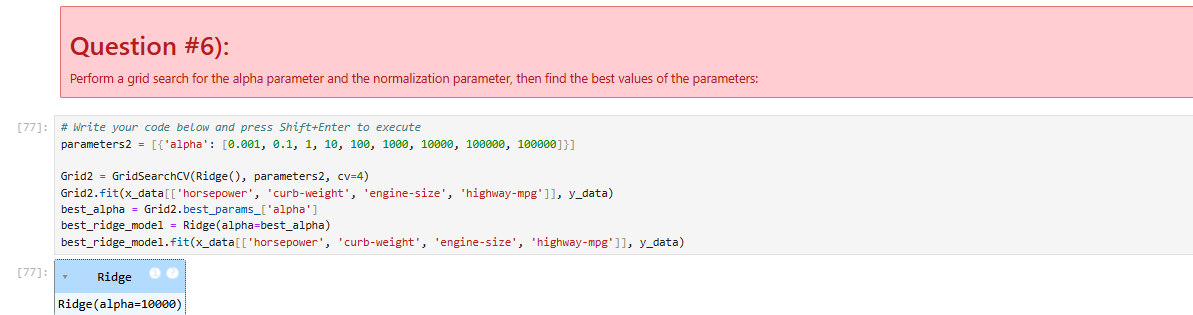 Question #6):
Perform a grid search for the alpha parameter and the normalization parameter, then find the best values of the parameters:
[77]: # Write your code below and press Shift+Enter to execute
parameters2 = [{'alpha': [0.001, 0.1, 1, 10, 100, 1000, 10000, 100000, 100000]}]
Grid2 = GridSearchCV(Ridge(), parameters2, cv=4)
Grid2.fit(x_data[['horsepower', 'curb-weight', 'engine-size', 'highway-mpg']], y_data)
best_alpha = Grid2.best_params_['alpha']
best_ridge_model = Ridge(alpha=best_alpha)
best_ridge_model.fit(x_data[['horsepower', 'curb-weight', 'engine-size', 'highway-mpg']], y_data)
[77]: Ridge i ?
Ridge(alpha=10000)